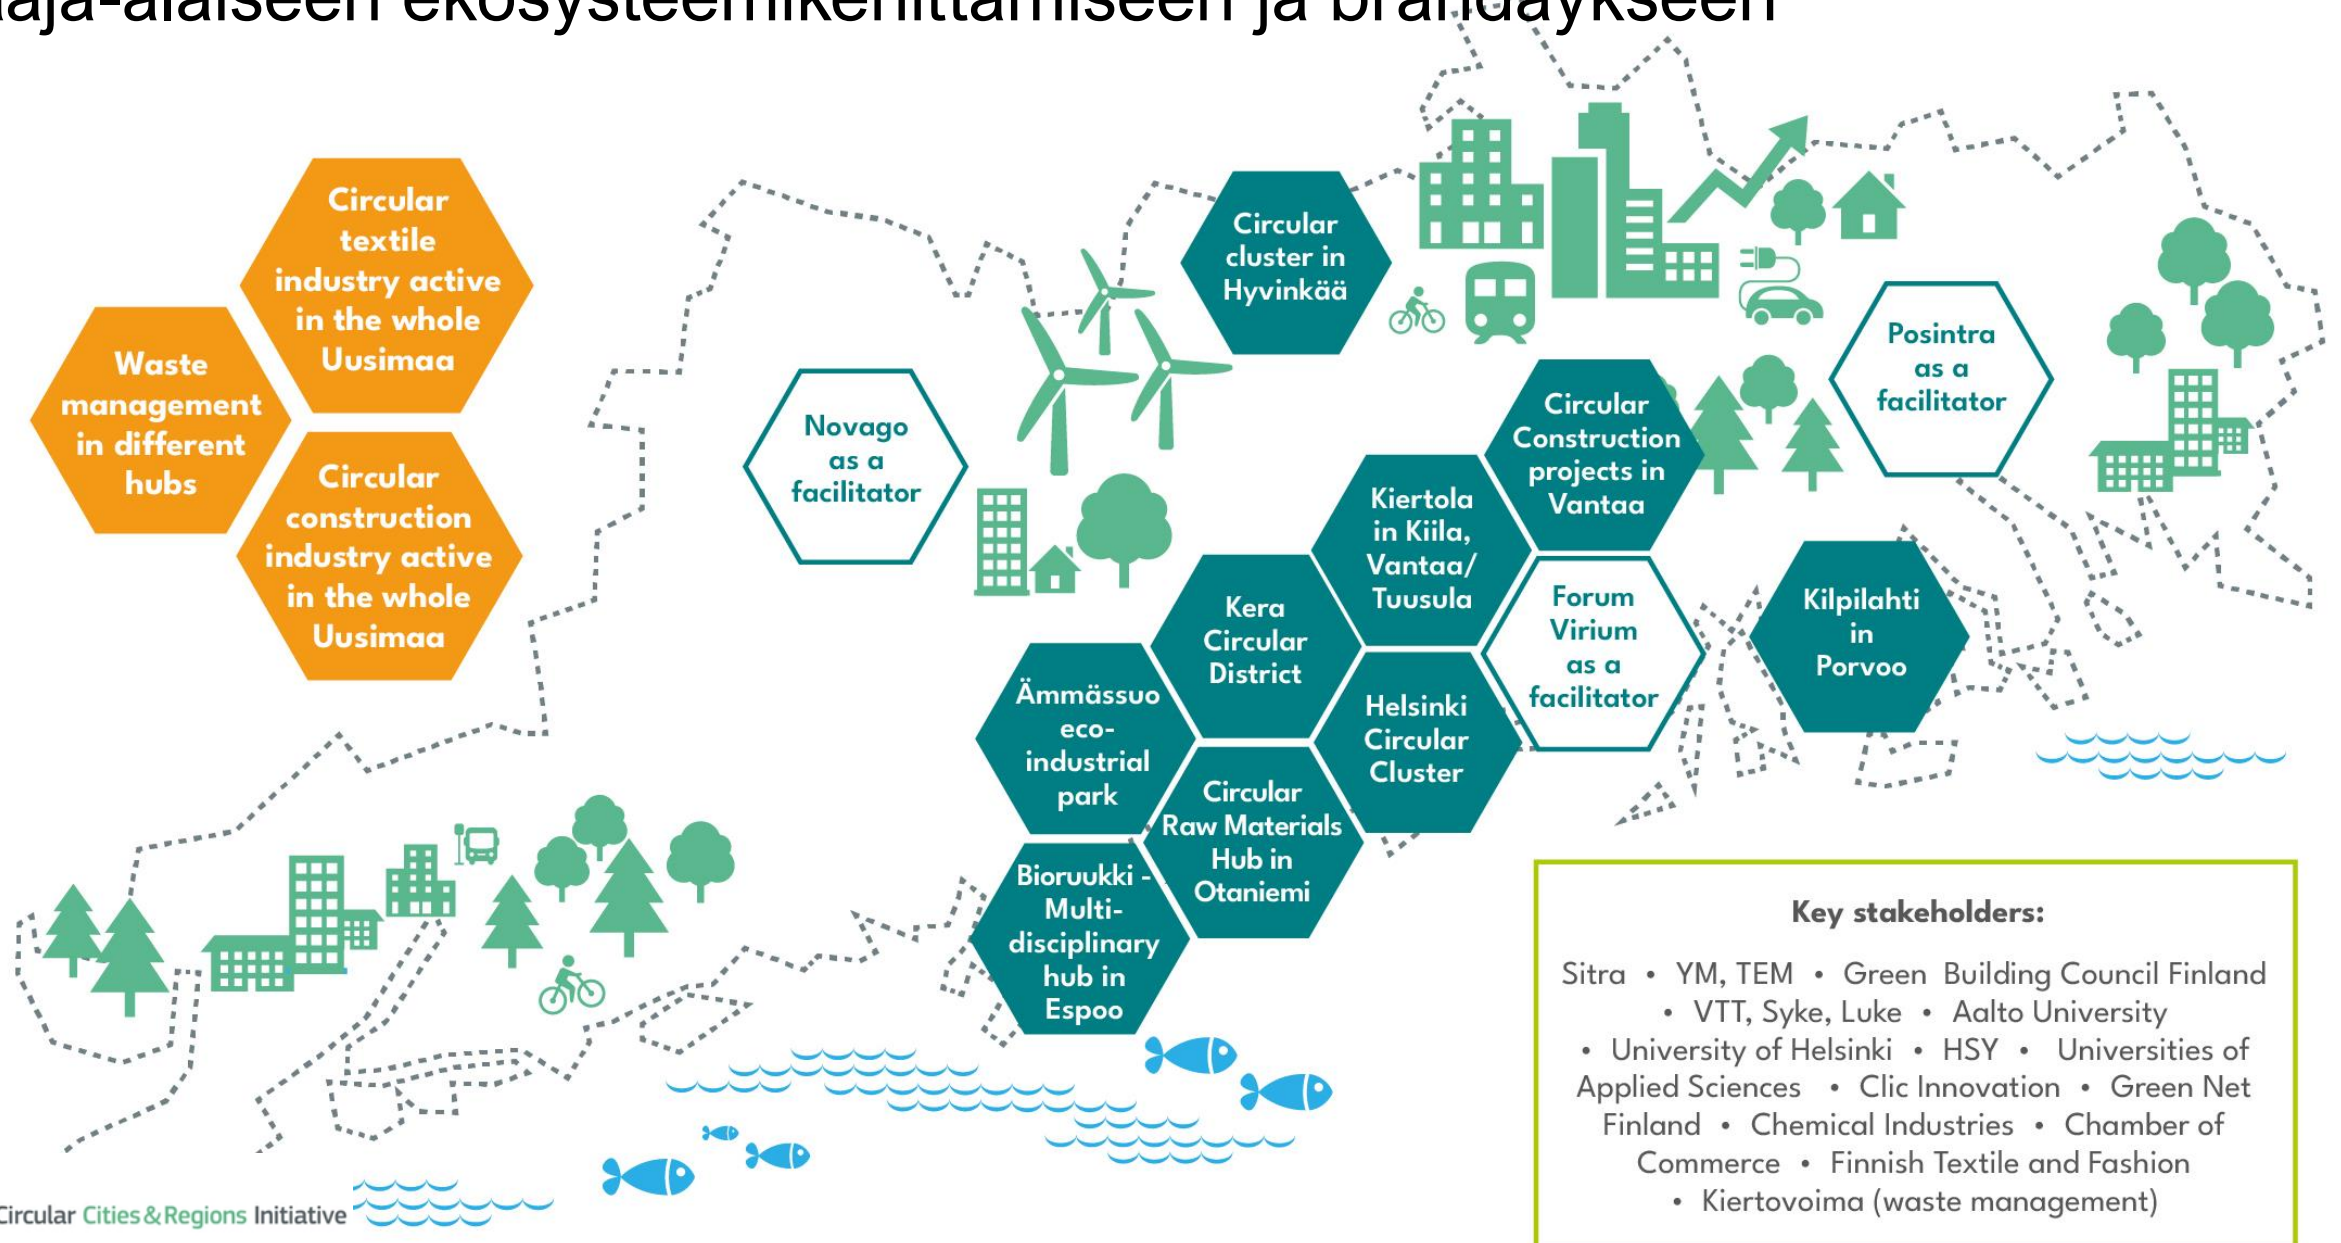 ekosysteemikehittämiseen ja brändäykseen
Circular
textile
industry active
in the whole
Uusimaa
Waste
management
in different
hubs
Circular
construction
industry active
in the whole
Uusimaa
Circular
cluster in
Hyvinkää
Novago
as a
facilitator
Posintra
as a
facilitator
Circular
Construction
projects in
Vantaa
Kiertola
in Kiila,
Vantaa/
Tuusula
Kera
Circular
District
Forum
Virium
as a
facilitator
Kilpilahti
in
Porvoo
Ämmässuo
eco-
industrial
park
Helsinki
Circular
Cluster
Circular
Raw Materials
Hub in
Otaniemi
Bioruukki -
Multi-
disciplinary
hub in
Espoo
Key stakeholders:
Sitra • YM, TEM • Green Building Council Finland
• VTT, Syke, Luke • Aalto University
• University of Helsinki • HSY • Universities of
Applied Sciences • Clic Innovation • Green Net
Finland • Chemical Industries • Chamber of
Commerce • Finnish Textile and Fashion
• Kiertovoima (waste management)
Circular Cities&Regions Initiative